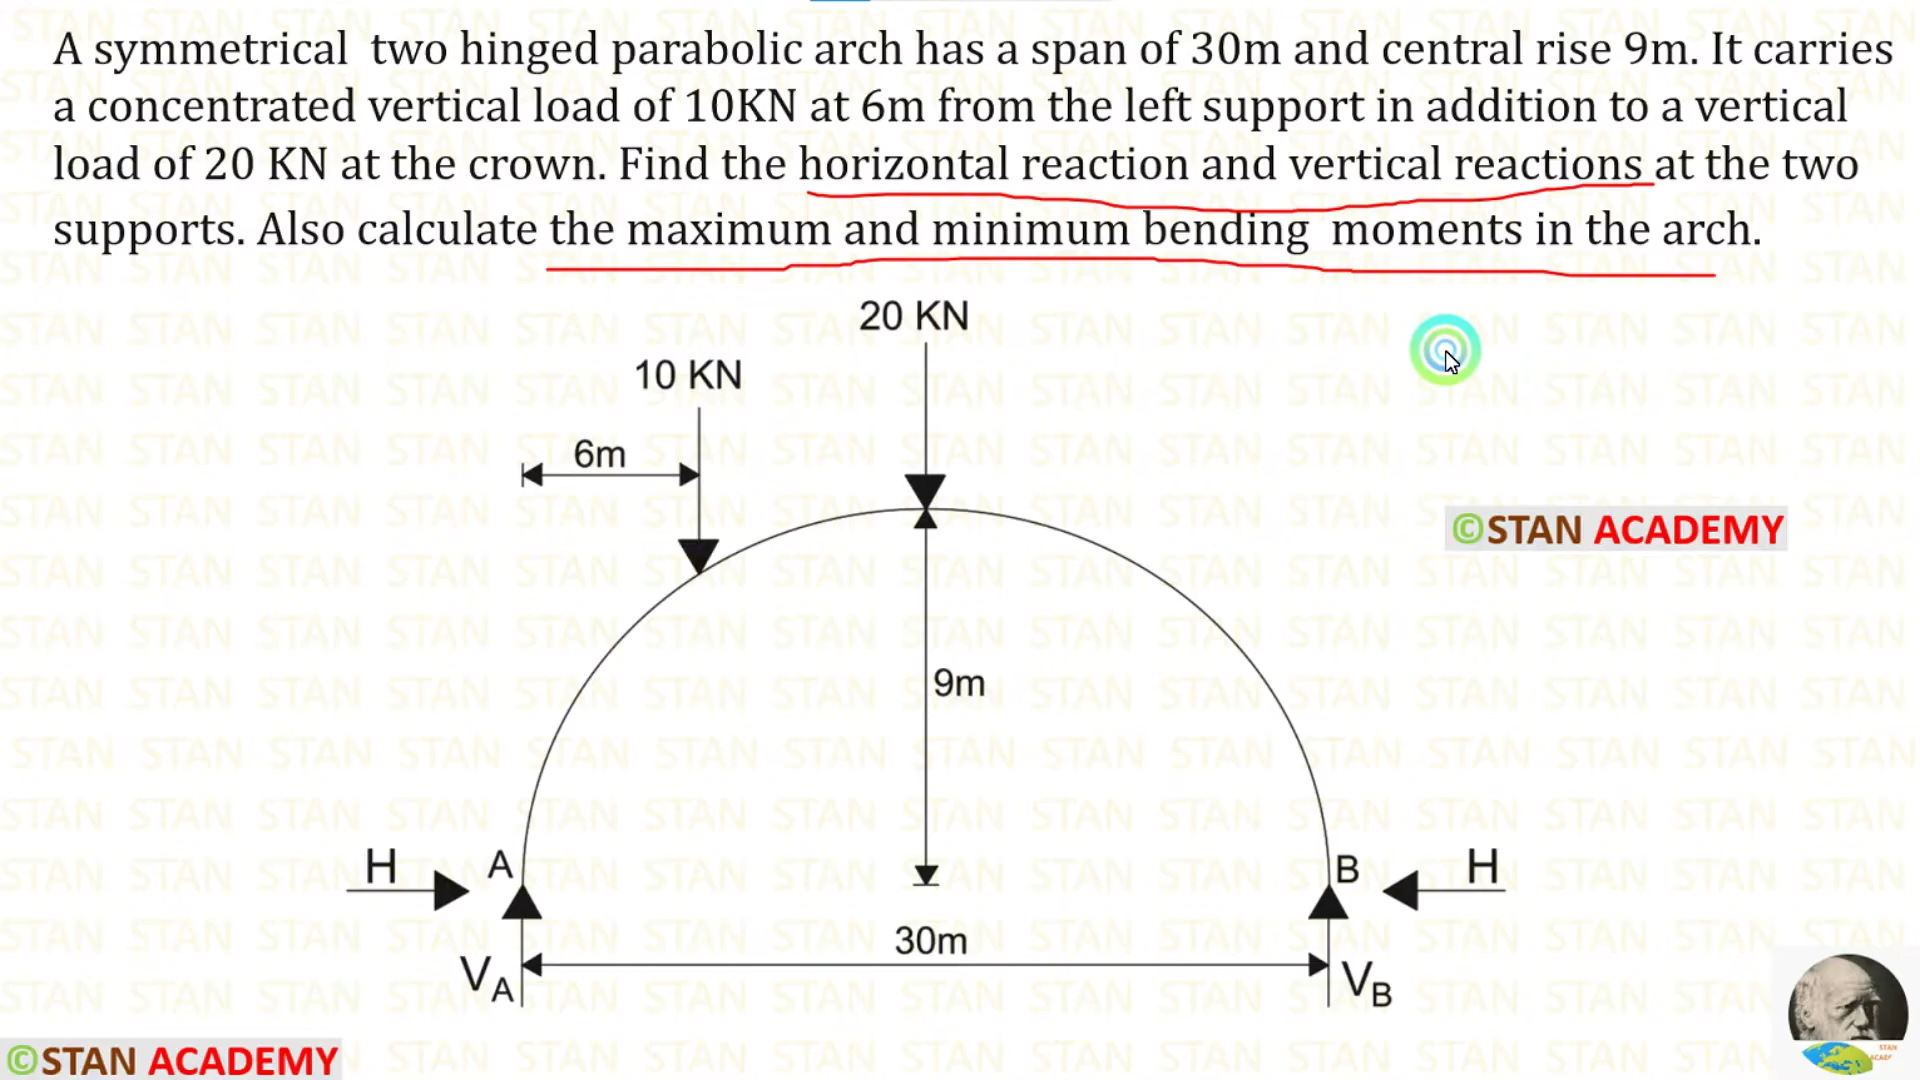 A symmetrical two hinged parabolic arch has a span of 30m and central rise 9m. It carries
a concentrated vertical load of 10KN at 6m from the left support in addition to a vertical
load of 20 KN at the crown. Find the horizontal reaction and vertical reactions at the two
supports. Also calculate the maximum and minimum bending moments in the arch.
20 KN
10 KN
6m
©STAN ACADEMY
9m
H A B H
30m
VA VB
©STAN ACADEMY
STAN